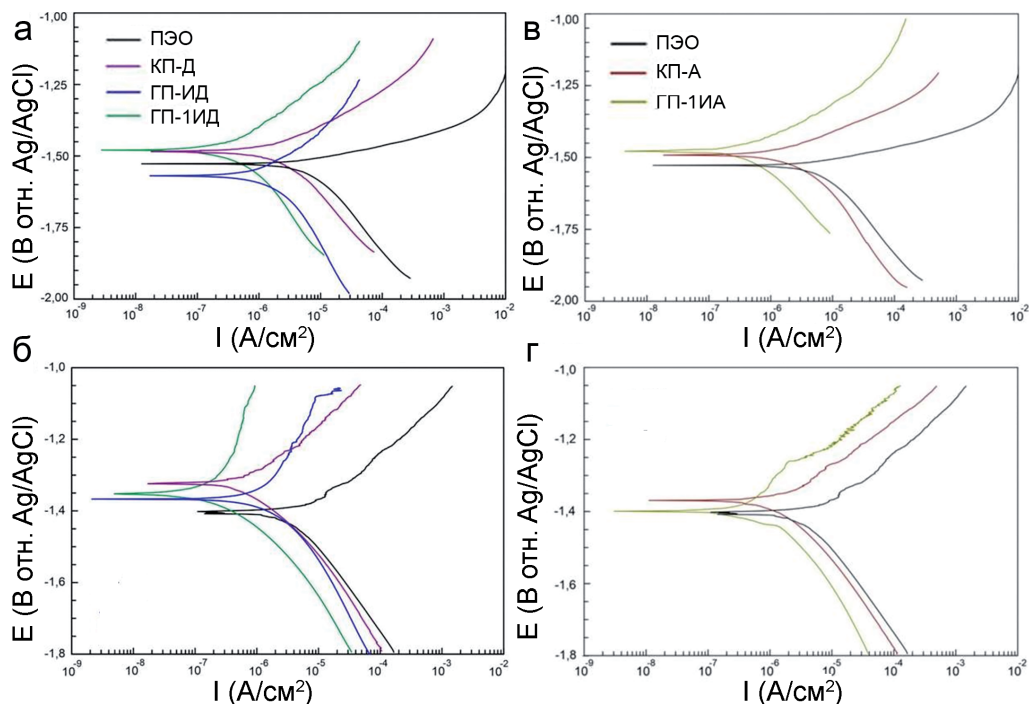 а
-1,00
-1,25
-1,50
-1,75
-2,00
E (В отн. Ag/AgCl)
10⁻⁹ 10⁻⁸ 10⁻⁷ 10⁻⁶ 10⁻⁵ 10⁻⁴ 10⁻³ 10⁻²
I (А/см²)
ПЭО
КП-Д
ГП-ИД
ГП-1ИД
в
-1,00
-1,25
-1,50
-1,75
-2,00
E (В отн. Ag/AgCl)
10⁻⁹ 10⁻⁸ 10⁻⁷ 10⁻⁶ 10⁻⁵ 10⁻⁴ 10⁻³ 10⁻²
I (А/см²)
ПЭО
КП-А
ГП-1ИА
б
-1,0
-1,2
-1,4
-1,6
-1,8
E (В отн. Ag/AgCl)
10⁻⁹ 10⁻⁸ 10⁻⁷ 10⁻⁶ 10⁻⁵ 10⁻⁴ 10⁻³ 10⁻²
I (А/см²)
г
-1,0
-1,2
-1,4
-1,6
-1,8
E (В отн. Ag/AgCl)
10⁻⁹ 10⁻⁸ 10⁻⁷ 10⁻⁶ 10⁻⁵ 10⁻⁴ 10⁻³ 10⁻²
I (А/см²)